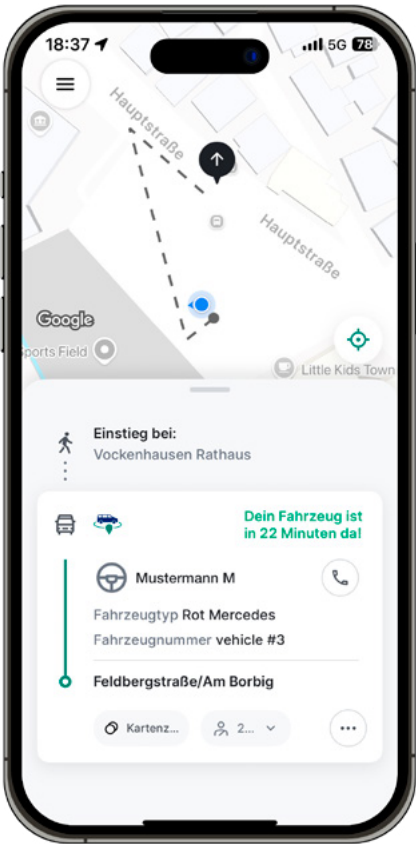 18:37
5G 78
Hauptstraße
Hauptstraße
Google
ports Field
Little Kids Town
Einstieg bei:
Vockenhausen Rathaus
Dein Fahrzeug ist
in 22 Minuten da!
Mustermann M
Fahrzeugtyp Rot Mercedes
Fahrzeugnummer vehicle #3
Feldbergstraße/Am Borbig
Kartenz...
2...